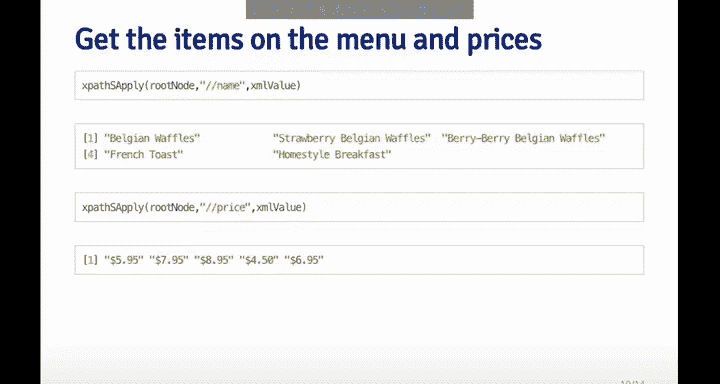 Get the items on the menu and prices
xpathSApply(rootNode,"//name",xmlValue)
[1] "Belgian Waffles" "Strawberry Belgian Waffles" "Berry-Berry Belgian Waffles"
[4] "French Toast" "Homestyle Breakfast"
xpathSApply(rootNode,"//price",xmlValue)
[1] "$5.95" "$7.95" "$8.95" "$4.50" "$6.95"